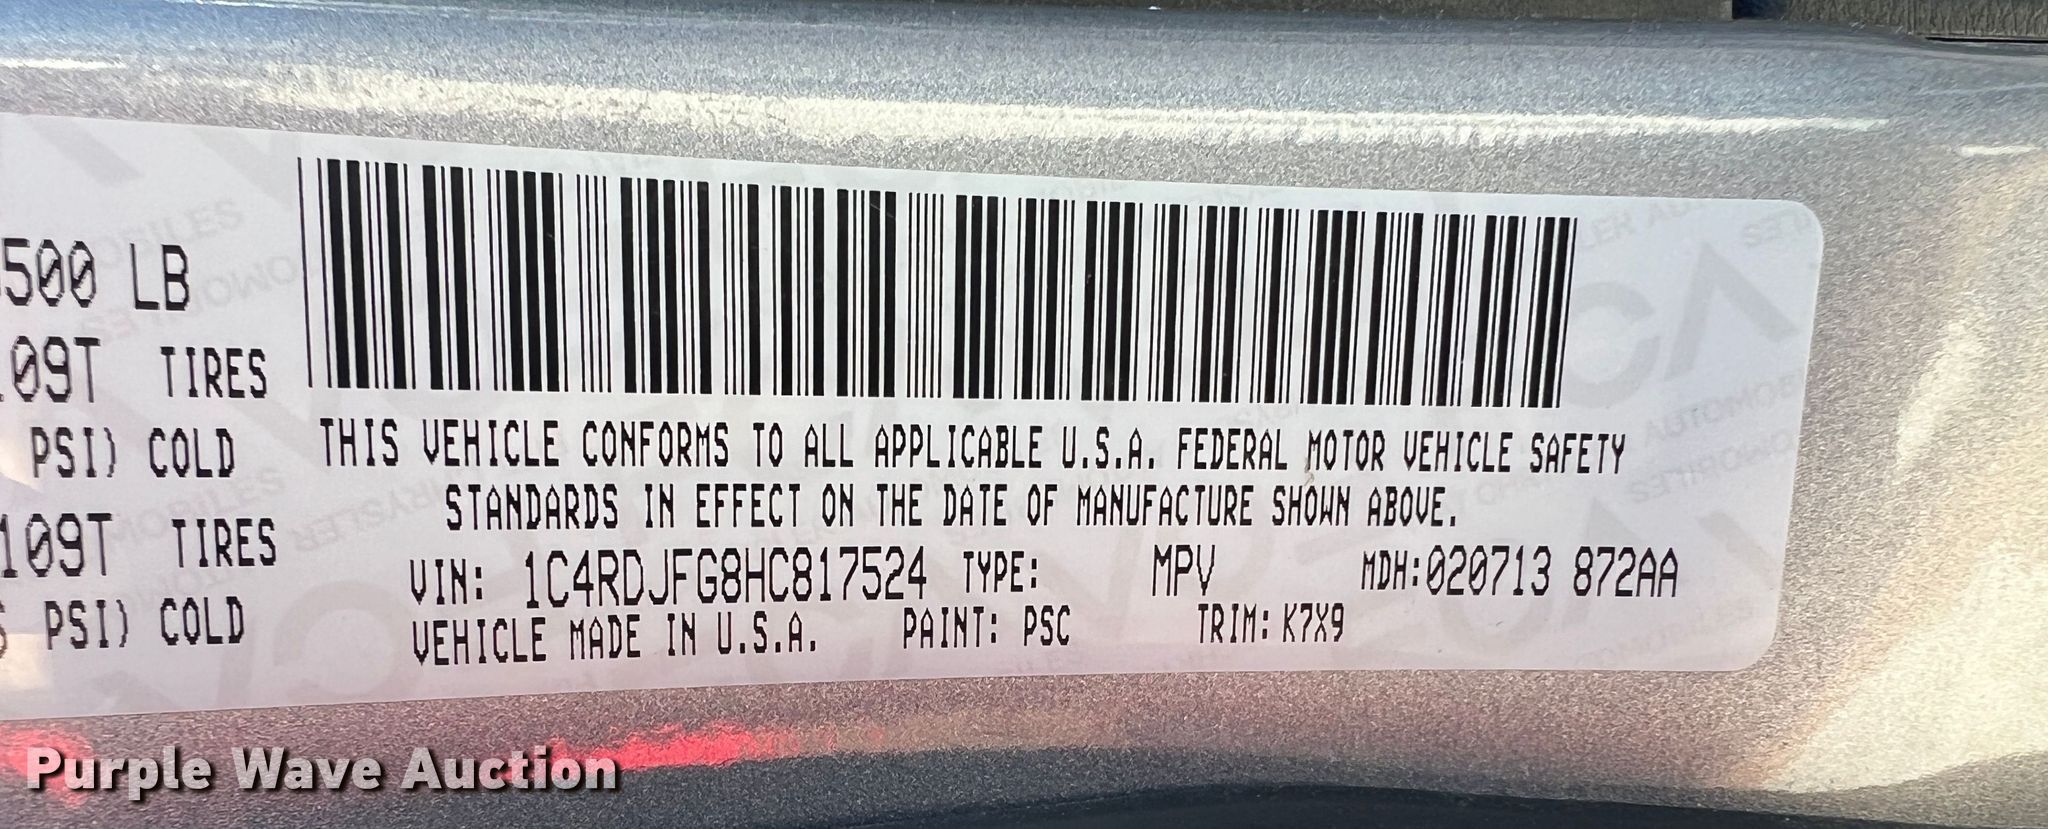 500 LB
09T TIRES
PSI) COLD
109T TIRES
PSI) COLD
THIS VEHICLE CONFORMS TO ALL APPLICABLE U.S.A. FEDERAL MOTOR VEHICLE SAFETY
STANDARDS IN EFFECT ON THE DATE OF MANUFACTURE SHOWN ABOVE.
VIN: 1C4RDJFG8HC817524 TYPE: MPV MDH:020713 872AA
VEHICLE MADE IN U.S.A. PAINT: PSC TRIM: K7X9
Purple Wave Auction